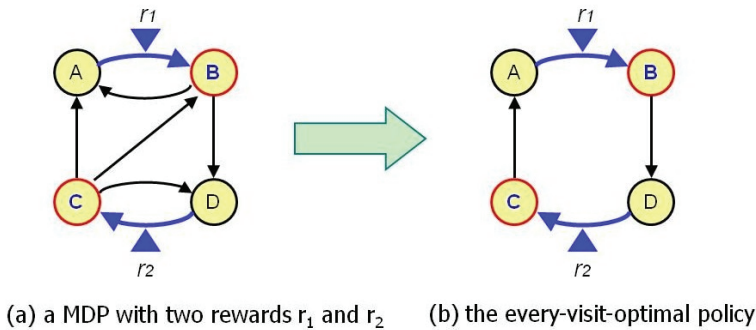 r1
r1
A
B
A
B
C
D
C
D
r2
r2
(a) a MDP with two rewards r1 and r2
(b) the every-visit-optimal policy